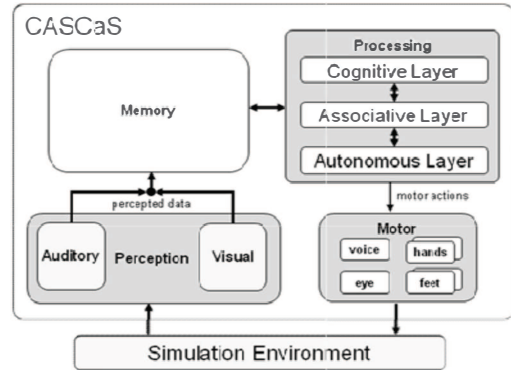 CASCaS
Processing
Cognitive Layer
Memory
Associative Layer
Autonomous Layer
percepted data
motor actions
Auditory
Perception
Visual
Motor
voice
hands
eye
feet
Simulation Environment